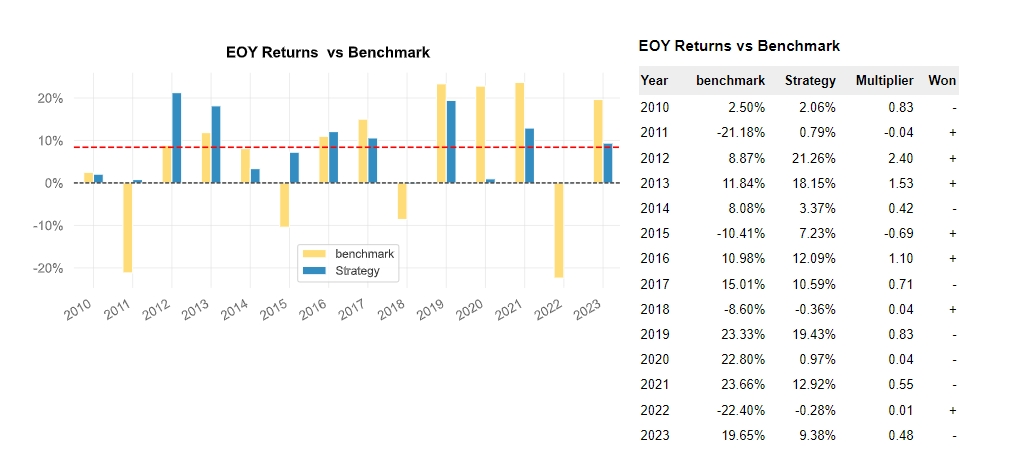 EOY Returns  vs Benchmark
20%
10%
0%
-10%
-20%
benchmark
Strategy
2010 2011 2012 2013 2014 2015 2016 2017 2018 2019 2020 2021 2022 2023
EOY Returns vs Benchmark
Year benchmark Strategy Multiplier Won
2010 2.50% 2.06% 0.83 -
2011 -21.18% 0.79% -0.04 +
2012 8.87% 21.26% 2.40 +
2013 11.84% 18.15% 1.53 +
2014 8.08% 3.37% 0.42 -
2015 -10.41% 7.23% -0.69 +
2016 10.98% 12.09% 1.10 +
2017 15.01% 10.59% 0.71 -
2018 -8.60% -0.36% 0.04 +
2019 23.33% 19.43% 0.83 -
2020 22.80% 0.97% 0.04 -
2021 23.66% 12.92% 0.55 -
2022 -22.40% -0.28% 0.01 +
2023 19.65% 9.38% 0.48 -